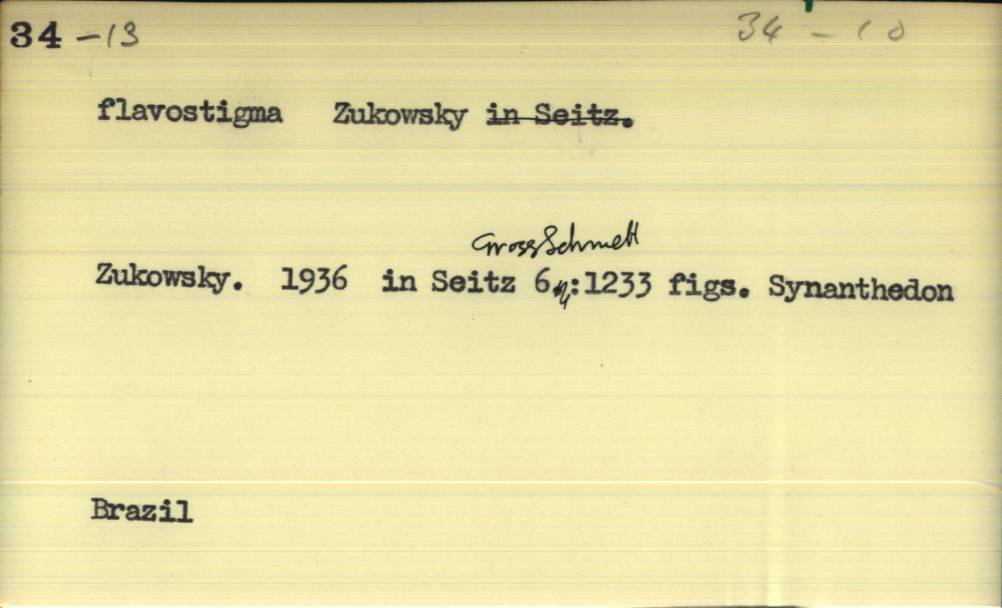 34 -13 34 - 10
flavostigma Zukowsky in Seitz.
Gross Schmett
Zukowsky. 1936 in Seitz 6 :1233 figs. Synanthedon
Brazil